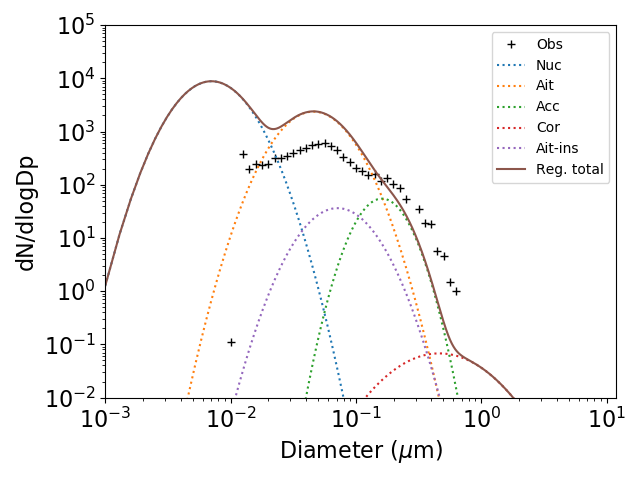 10^5
10^4
10^3
10^2
10^1
10^0
10^-1
10^-2
dN/dlogDp
Obs
Nuc
Ait
Acc
Cor
Ait-ins
Reg. total
10^-3 10^-2 10^-1 10^0 10^1
Diameter (μm)